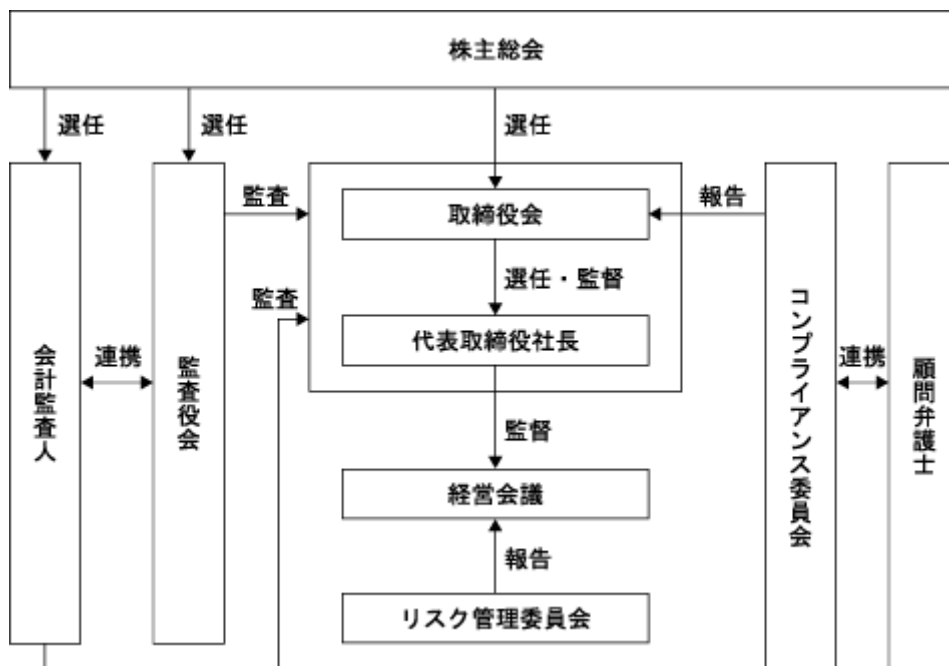 株主総会
選任
選任
選任
監査
取締役会
報告
選任・監督
監査
代表取締役社長
会計監査人
連携
監査役会
コンプライアンス委員会
連携
顧問弁護士
監督
経営会議
報告
リスク管理委員会